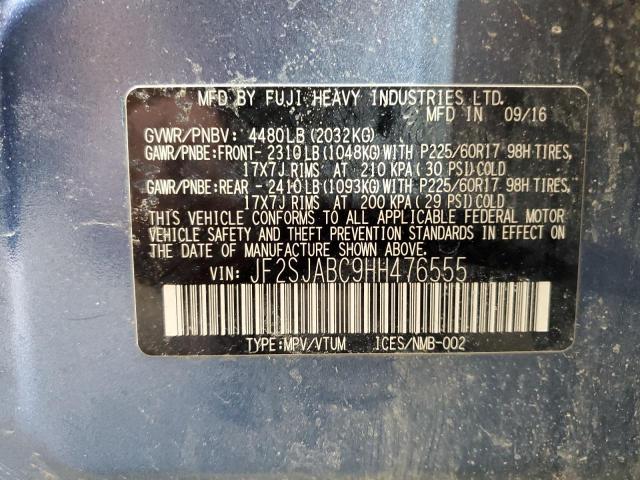 MFD BY FUJI HEAVY INDUSTRIES LTD.
MFD IN 09/16
GVWR/PNBV: 4480LB (2032KG)
GAWR/PNBE:FRONT- 2310LB(1048KG)WITH P225/60R17 98H TIRES,
17X7J RIMS AT 210 KPA ( 30 PSI)COLD
GAWR/PNBE:REAR - 2410LB(1093KG)WITH P225/60R17 98H TIRES,
17X7J RIMS AT 200 KPA ( 29 PSI)COLD
THIS VEHICLE CONFORMS TO ALL APPLICABLE FEDERAL MOTOR
VEHICLE SAFETY AND THEFT PREVENTION STANDARDS IN EFFECT ON
THE DATE OF MANUFACTURE SHOWN ABOVE.
VIN: JF2SJABC9HH476555
TYPE:MPV/VTUM ICES/NMB-002